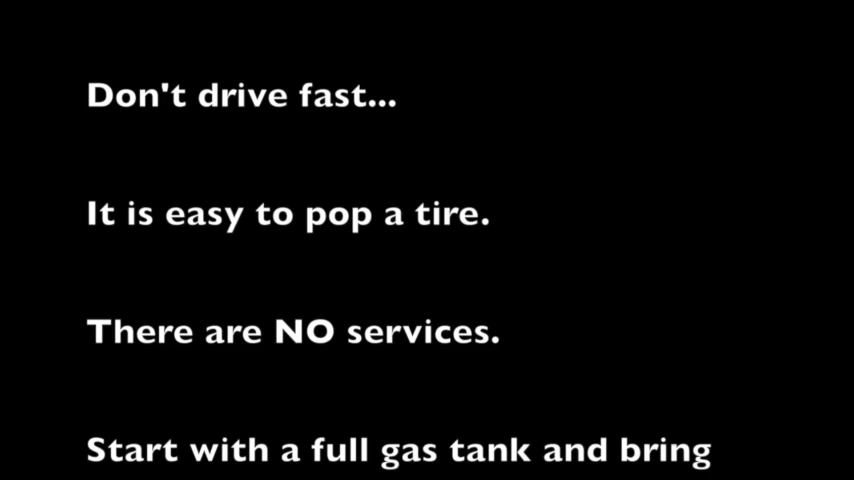 Don't drive fast...
It is easy to pop a tire.
There are NO services.
Start with a full gas tank and bring